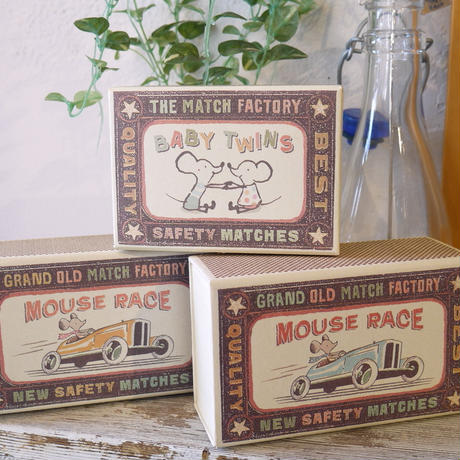 THE MATCH FACTORY
QUALITY
BABY TWINS
BEST
SAFETY MATCHES
GRAND OLD MATCH FACTORY
MOUSE RACE
NEW SAFETY MATCHES
GRAND OLD MATCH FACTORY
QUALITY
MOUSE RACE
BEST
NEW SAFETY MATCHES